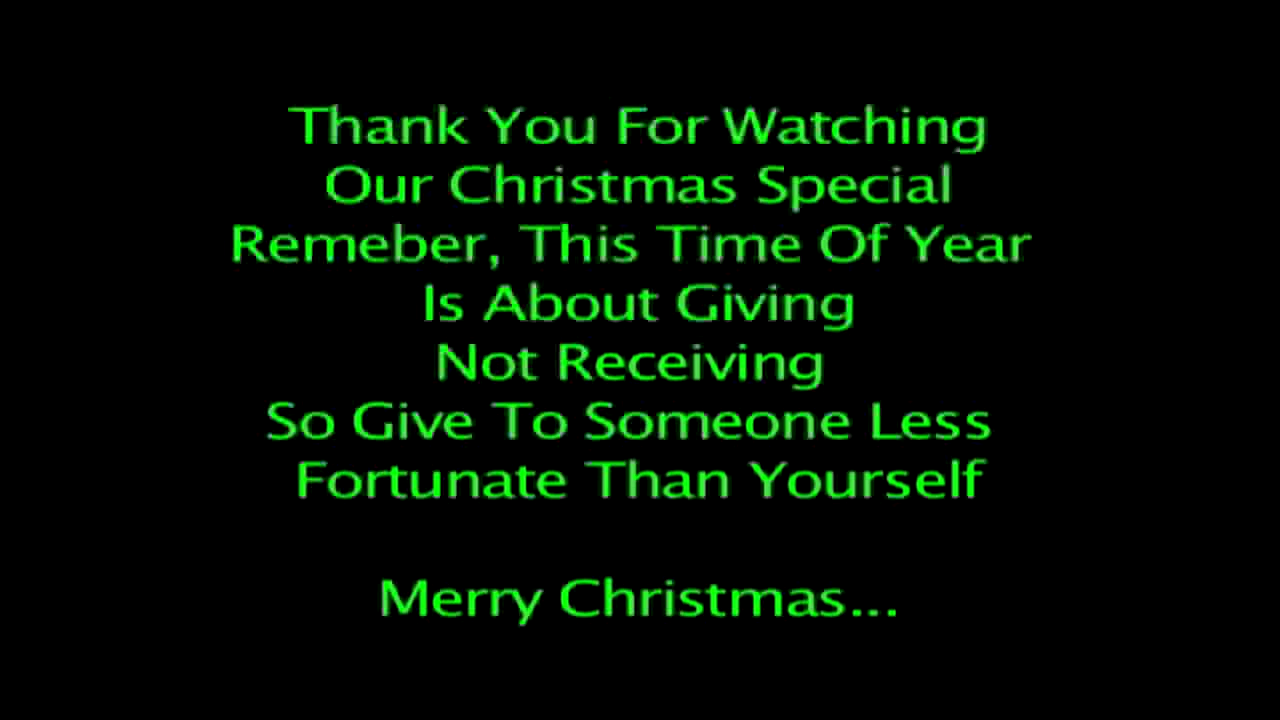 Thank You For Watching
Our Christmas Special
Remeber, This Time Of Year
Is About Giving
Not Receiving
So Give To Someone Less
Fortunate Than Yourself
Merry Christmas...